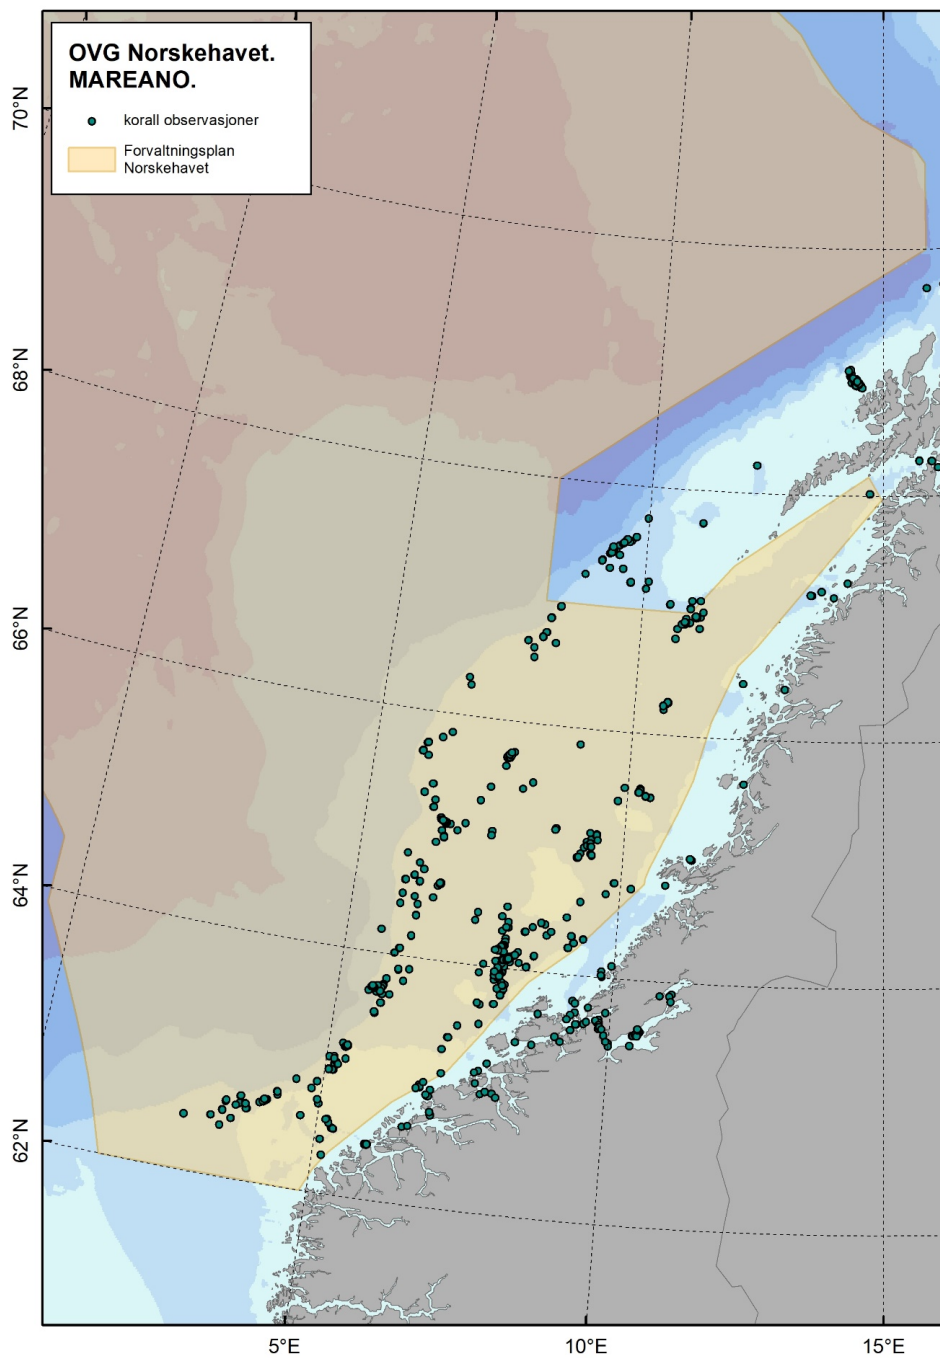 OVG Norskehavet.
MAREANO.
korall observasjoner
Forvaltningsplan
Norskehavet
70°N
68°N
66°N
64°N
62°N
5°E
10°E
15°E